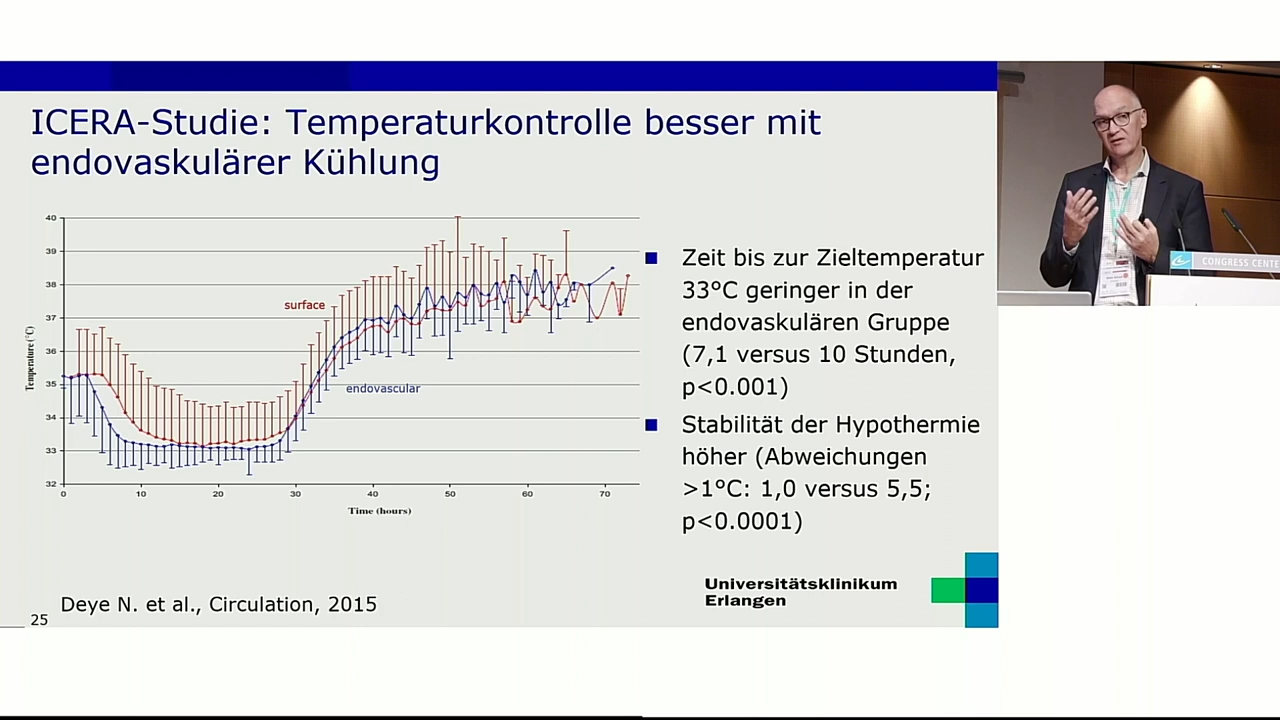 ICERA-Studie: Temperaturkontrolle besser mit
endovaskulärer Kühlung
40
39
38
37
36
35
34
33
32
Temperature (°C)
surface
endovascular
0
10
20
30
40
50
60
70
Time (hours)
Zeit bis zur Zieltemperatur
33°C geringer in der
endovaskulären Gruppe
(7,1 versus 10 Stunden,
p<0.001)
Stabilität der Hypothermie
höher (Abweichungen
>1°C: 1,0 versus 5,5;
p<0.0001)
Universitätsklinikum
Erlangen
Deye N. et al., Circulation, 2015
25
CONGRESS CENTE